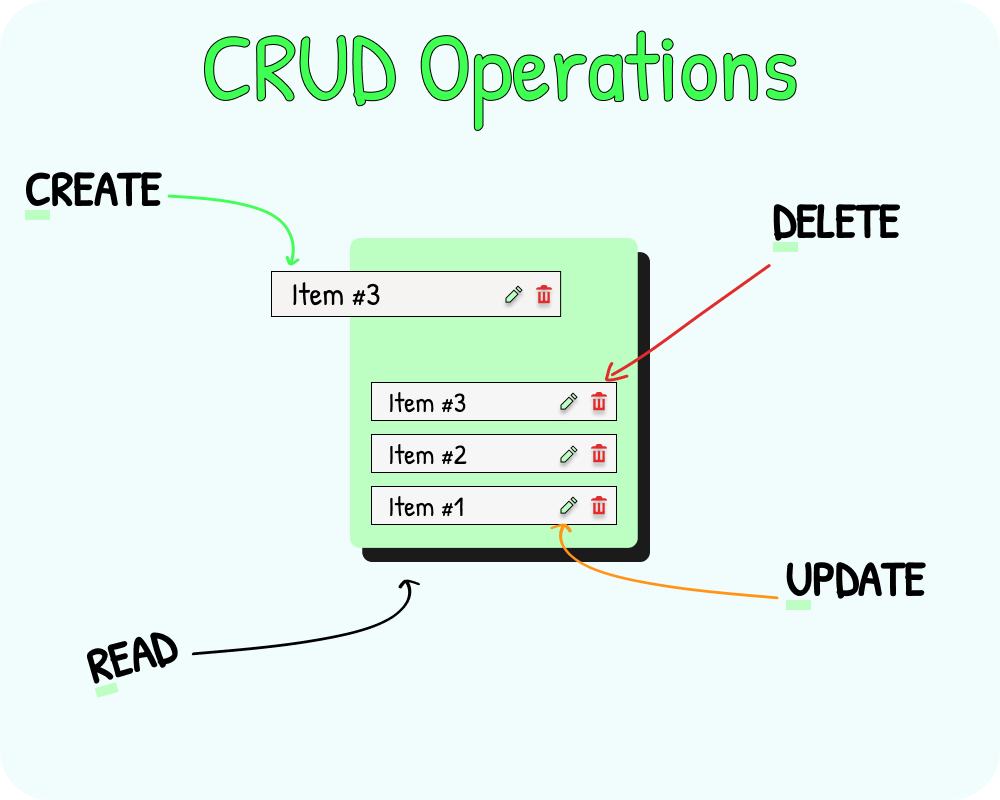 CRUD Operations
CREATE
DELETE
Item #3
Item #3
Item #2
Item #1
UPDATE
READ